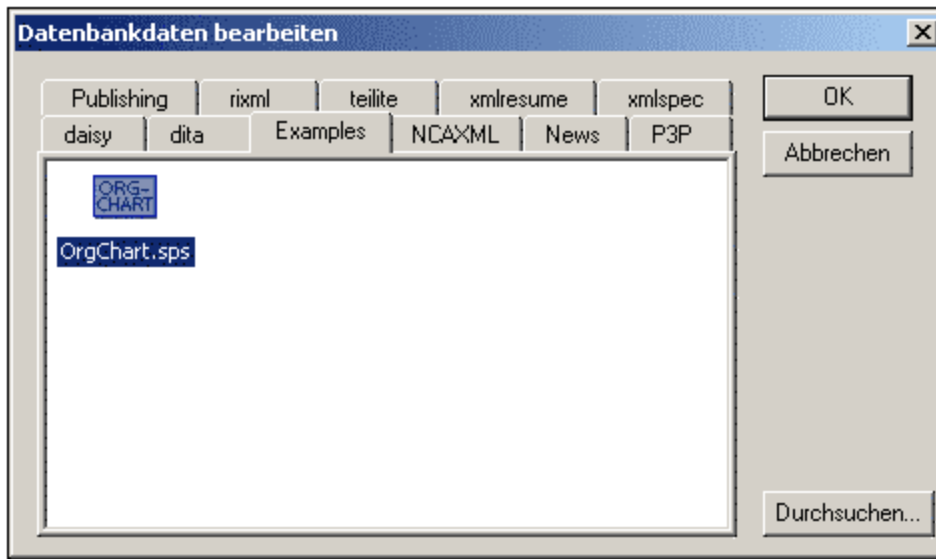 Datenbankdaten bearbeiten
Publishing rixml teilite xmlresume xmlspec
daisy dita Examples NCAXML News P3P
ORG-
CHART
OrgChart.sps
OK
Abbrechen
Durchsuchen...